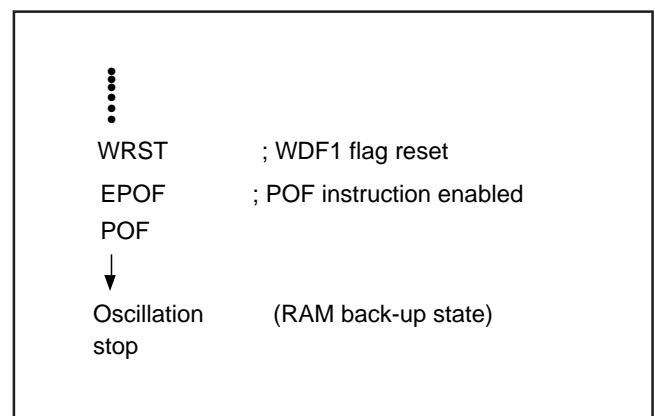 WRST ; WDF1 flag reset
EPOF ; POF instruction enabled
POF
Oscillation (RAM back-up state)
stop